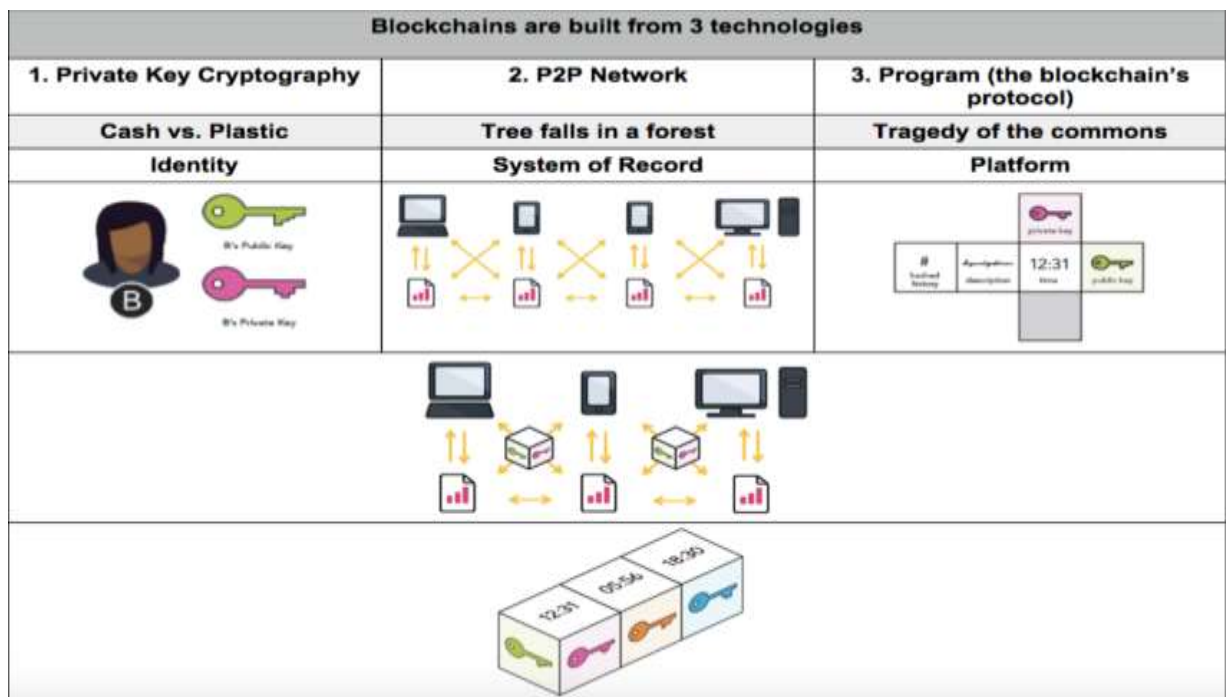 Blockchains are built from 3 technologies
1. Private Key Cryptography
2. P2P Network
3. Program (the blockchain's
protocol)
Cash vs. Plastic
Tree falls in a forest
Tragedy of the commons
Identity
System of Record
Platform
B's Public Key
B's Private Key
B
private key
#
hashed
history
description
12:31
time
public key
12:31
05:56
18:30